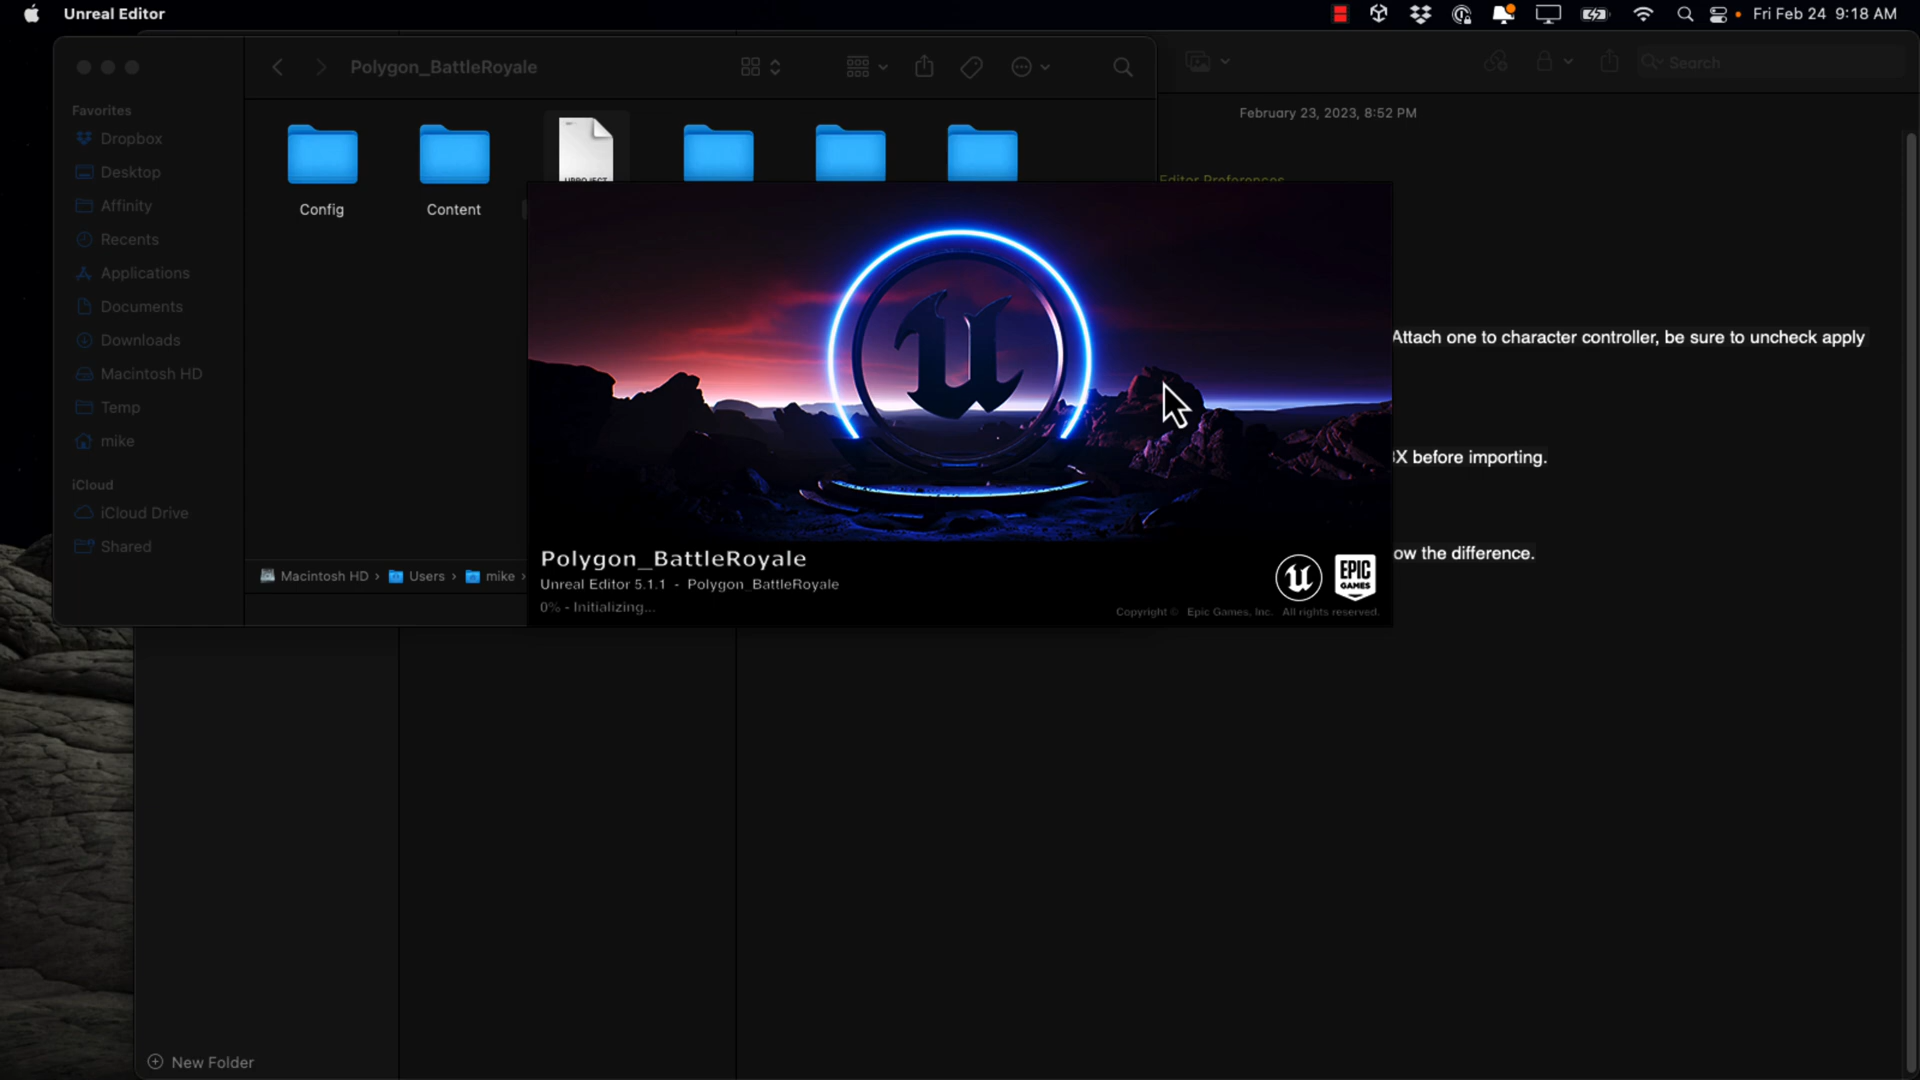 Unreal Editor
Fri Feb 24 9:18 AM
Polygon_BattleRoyale
Search
Favorites
Dropbox
Desktop
Affinity
Recents
Applications
Documents
Downloads
Macintosh HD
Temp
mike
iCloud
iCloud Drive
Shared
Config
Content
UPROJECT
Macintosh HD › Users › mike ›
February 23, 2023, 8:52 PM
Editor Preferences
Attach one to character controller, be sure to uncheck apply
X before importing.
ow the difference.
Polygon_BattleRoyale
Unreal Editor 5.1.1 - Polygon_BattleRoyale
0% - Initializing...
EPIC
GAMES
Copyright © Epic Games, Inc. All rights reserved.
New Folder